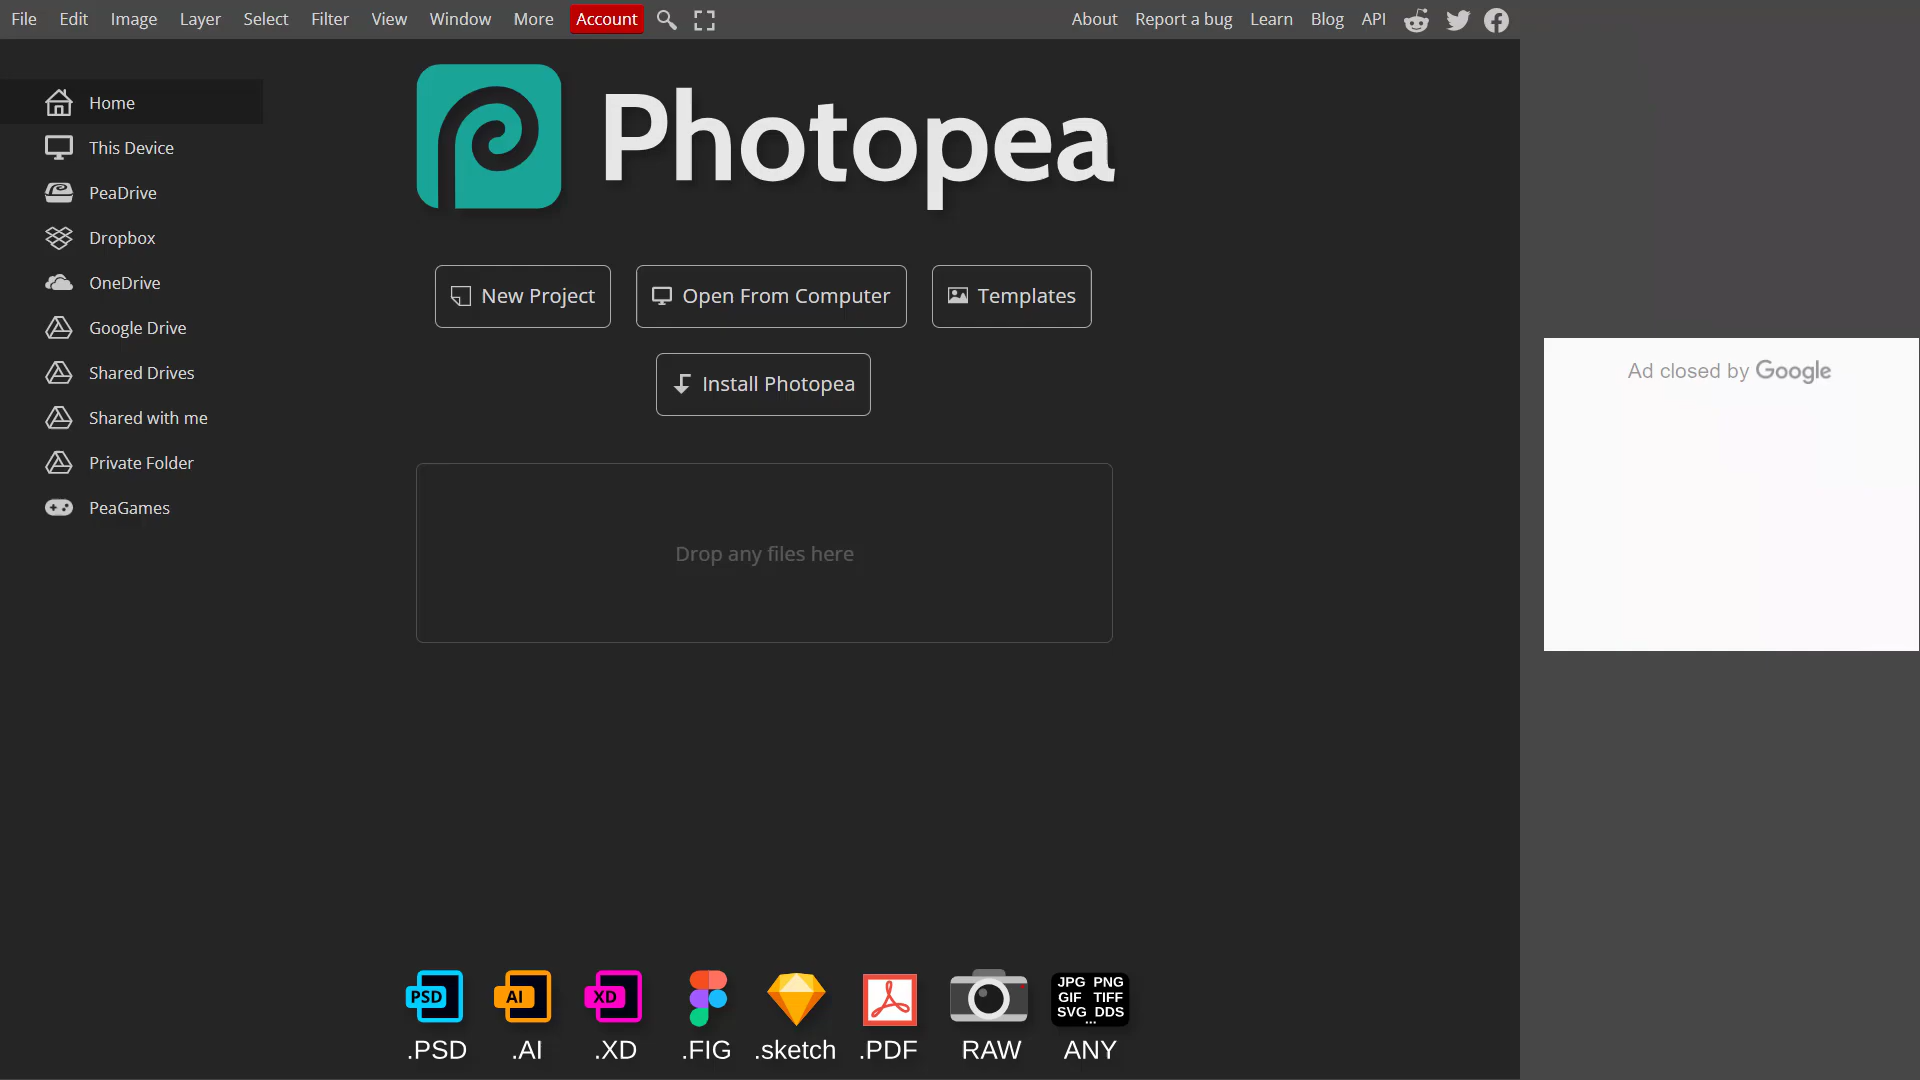 File Edit Image Layer Select Filter View Window More Account About Report a bug Learn Blog API
Home
This Device
PeaDrive
Dropbox
OneDrive
Google Drive
Shared Drives
Shared with me
Private Folder
PeaGames
Photopea
New Project Open From Computer Templates
Install Photopea
Drop any files here
Ad closed by Google
PSD AI XD JPG PNG
GIF TIFF
SVG DDS
...
.PSD .AI .XD .FIG .sketch .PDF RAW ANY